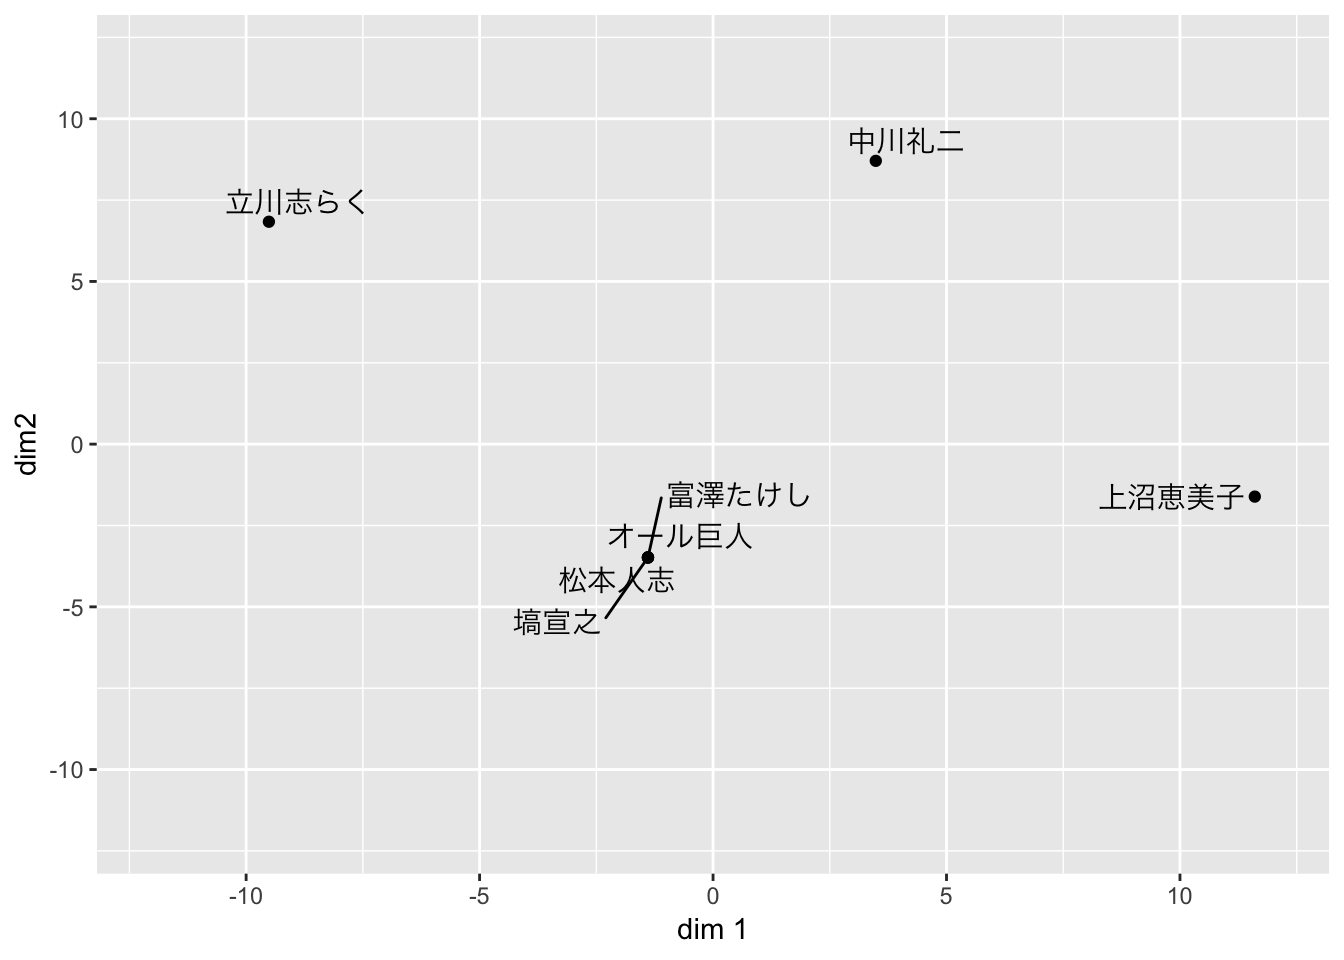 10
5
0
-5
-10
dim2
中川礼二
立川志らく
富澤たけし
上沼恵美子
オール巨人
松本人志
塙宣之
-10
-5
0
5
10
dim 1